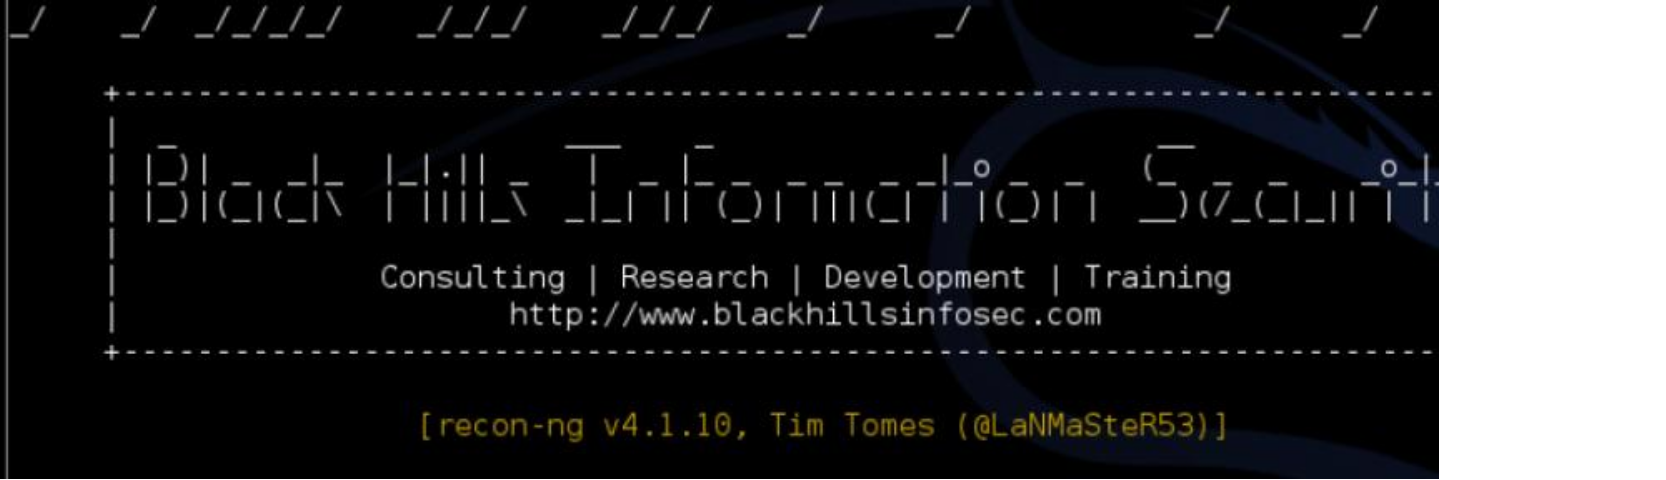 Black Hills Information Securit
Consulting | Research | Development | Training
http://www.blackhillsinfosec.com
[recon-ng v4.1.10, Tim Tomes (@LaNMaSteR53)]